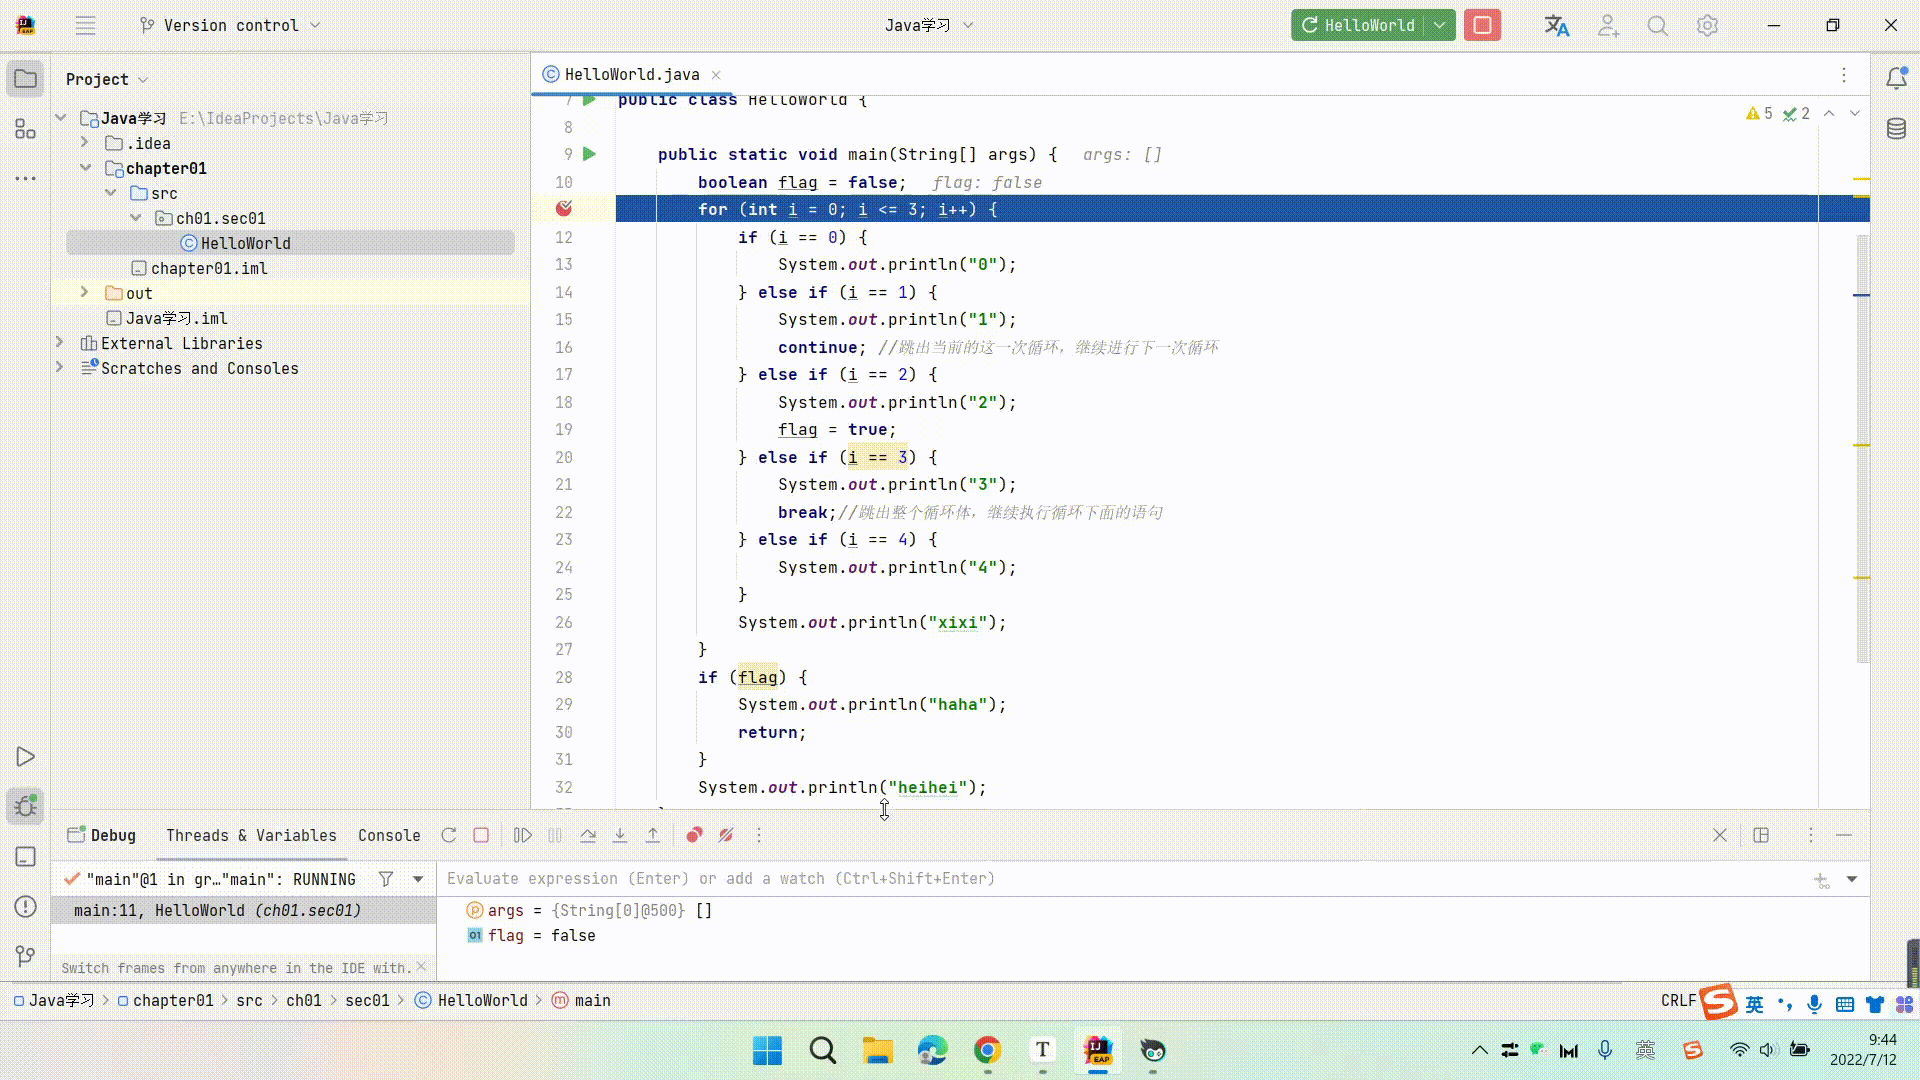 Version control
Java学习
HelloWorld
Project
Java学习 E:\IdeaProjects\Java学习
.idea
chapter01
src
ch01.sec01
HelloWorld
chapter01.iml
out
Java学习.iml
External Libraries
Scratches and Consoles
HelloWorld.java
5 2
7 public class HelloWorld {
8
9 public static void main(String[] args) { args: []
10 boolean flag = false; flag: false
for (int i = 0; i <= 3; i++) {
12 if (i == 0) {
13 System.out.println("0");
14 } else if (i == 1) {
15 System.out.println("1");
16 continue; //跳出当前的这一次循环，继续进行下一次循环
17 } else if (i == 2) {
18 System.out.println("2");
19 flag = true;
20 } else if (i == 3) {
21 System.out.println("3");
22 break;//跳出整个循环体，继续执行循环下面的语句
23 } else if (i == 4) {
24 System.out.println("4");
25 }
26 System.out.println("xixi");
27 }
28 if (flag) {
29 System.out.println("haha");
30 return;
31 }
32 System.out.println("heihei");
Debug Threads & Variables Console
"main"@1 in gr…"main": RUNNING
Evaluate expression (Enter) or add a watch (Ctrl+Shift+Enter)
main:11, HelloWorld (ch01.sec01)
args = {String[0]@500} []
flag = false
Switch frames from anywhere in the IDE with.
Java学习 > chapter01 > src > ch01 > sec01 > HelloWorld > main
CRLF
英
英
9:44
2022/7/12